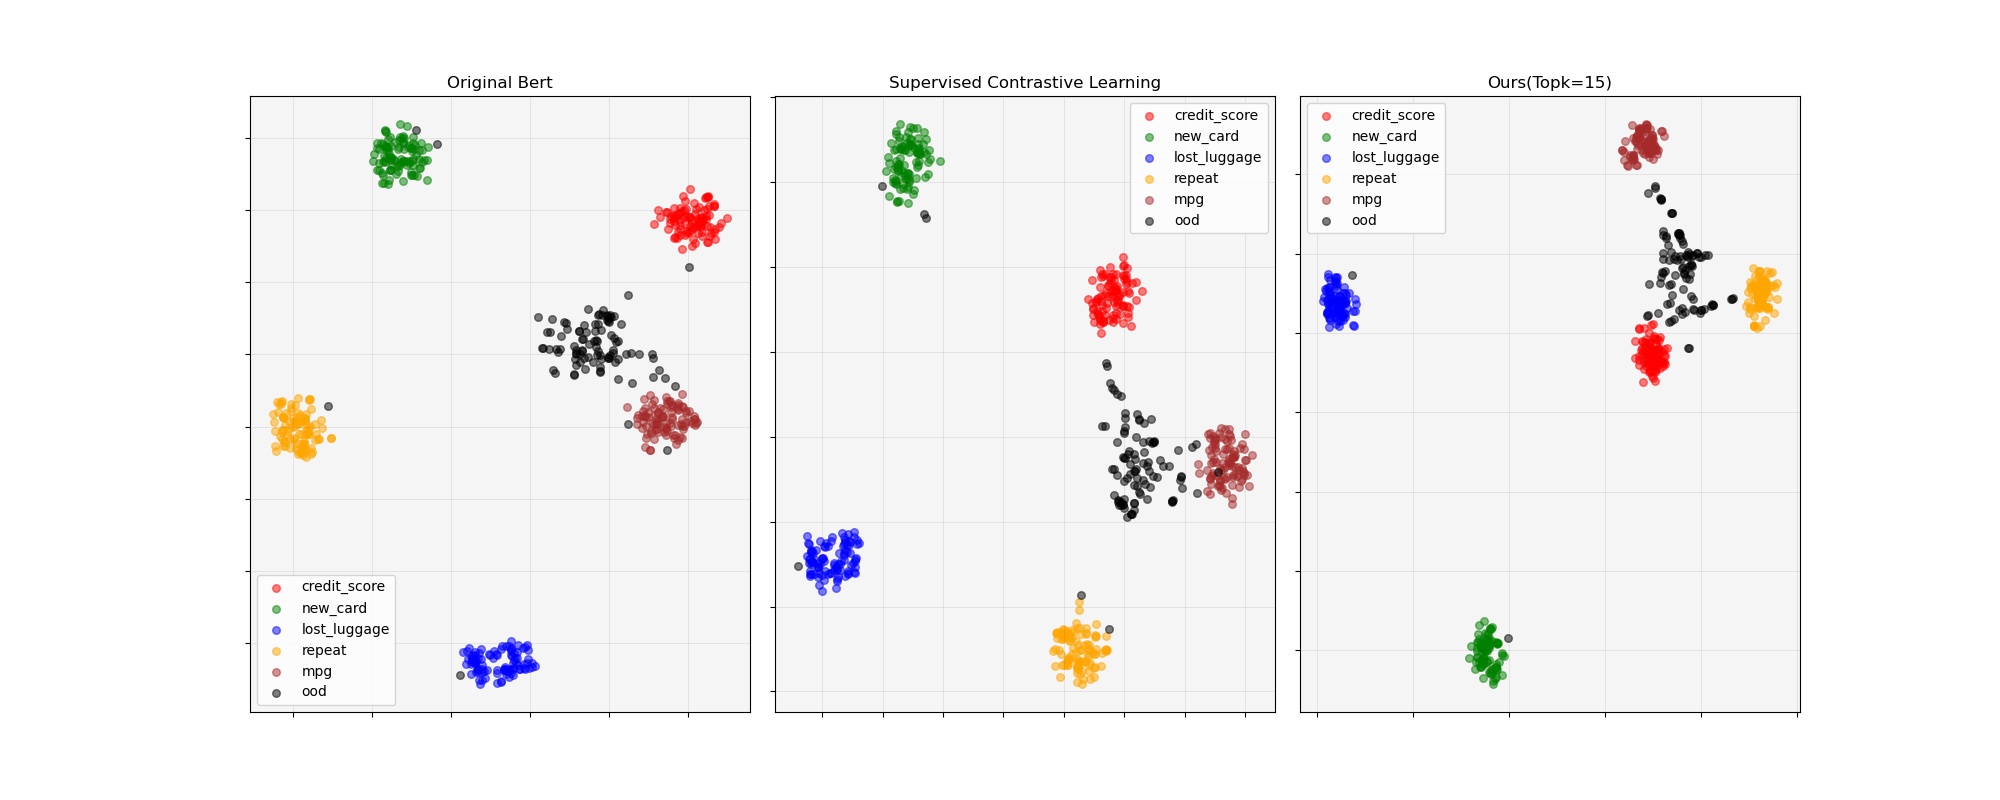 Original Bert
credit_score
new_card
lost_luggage
repeat
mpg
ood
Supervised Contrastive Learning
credit_score
new_card
lost_luggage
repeat
mpg
ood
Ours(Topk=15)
credit_score
new_card
lost_luggage
repeat
mpg
ood